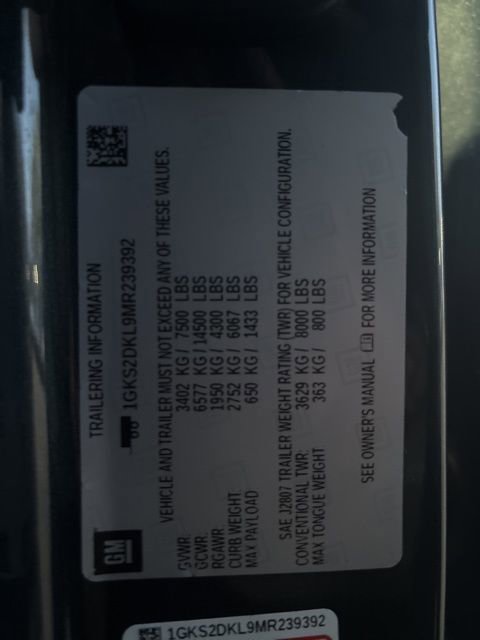 GM
TRAILERING INFORMATION
1GKS2DKL9MR239392
VEHICLE AND TRAILER MUST NOT EXCEED ANY OF THESE VALUES.
GVWR: 3402 KG / 7500 LBS
GCWR: 6577 KG / 14500 LBS
RGAWR: 1950 KG / 4300 LBS
CURB WEIGHT: 2752 KG / 6067 LBS
MAX PAYLOAD 650 KG / 1433 LBS
SAE J2807 TRAILER WEIGHT RATING (TWR) FOR VEHICLE CONFIGURATION.
CONVENTIONAL TWR: 3629 KG / 8000 LBS
MAX TONGUE WEIGHT 363 KG / 800 LBS
SEE OWNER'S MANUAL FOR MORE INFORMATION
1GKS2DKL9MR239392